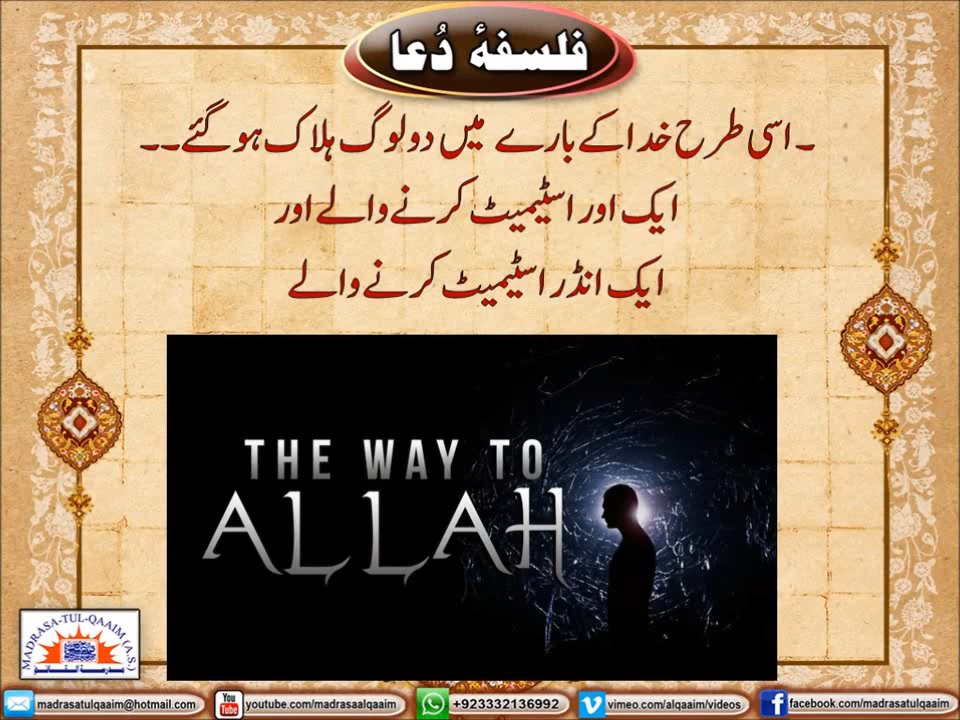 فلسفۂ دُعا
۔ اسی طرح خدا کے بارے میں دو لوگ ہلاک ہو گئے۔۔
ایک اور اسٹیمیٹ کرنے والے اور
ایک انڈر اسٹیمیٹ کرنے والے
THE WAY TO
ALLAH
MADRASA-TUL-QAAIM (A.S.)
madrasatulqaaim@hotmail.com
You Tube youtube.com/madrasaalqaaim
+923332136992
vimeo.com/alqaaim/videos
facebook.com/madrasatulqaaim